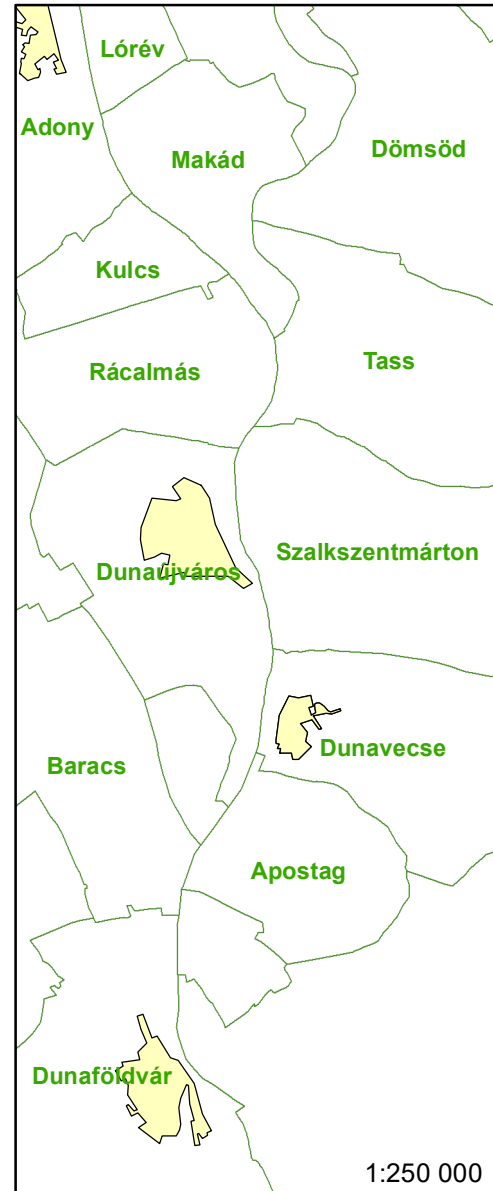 Lórév
Adony
Makád
Dömsöd
Kulcs
Rácalmás
Tass
Szalkszentmárton
Dunaújváros
Dunavecse
Baracs
Apostag
Dunaföldvár
1:250 000